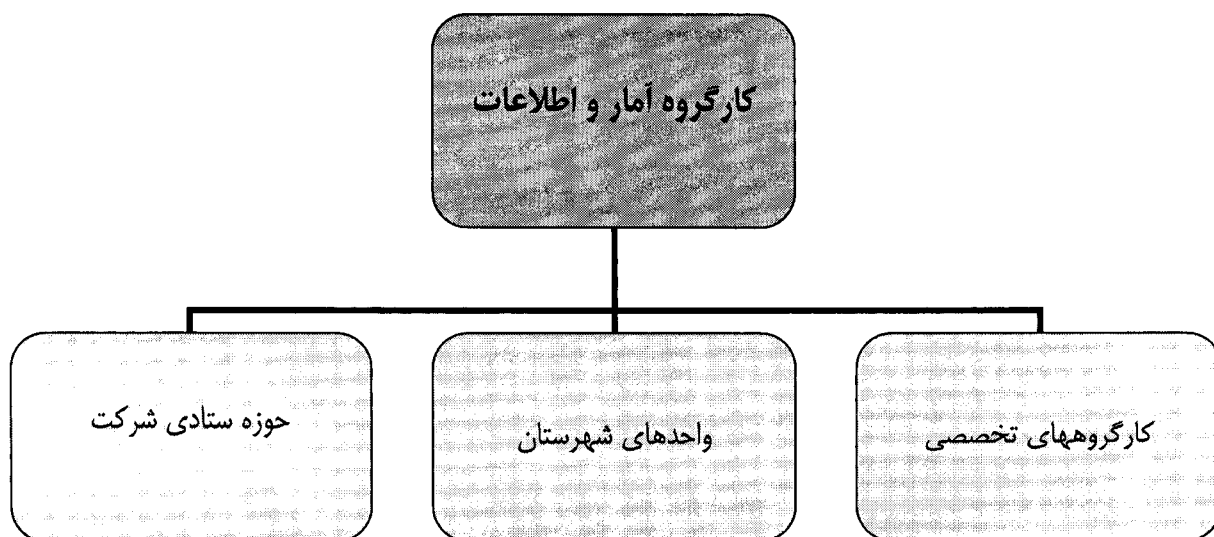 کارگروه آمار و اطلاعات
کارگروههای تخصصی
واحدهای شهرستان
حوزه ستادی شرکت